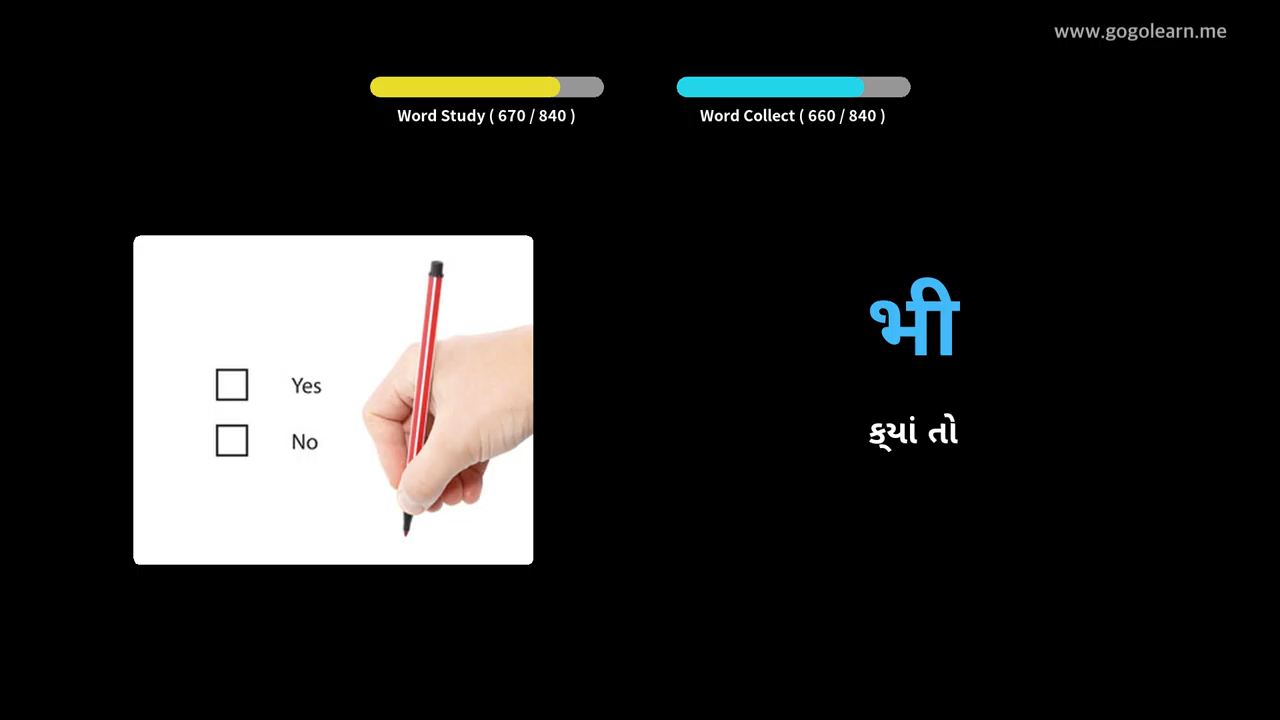 www.gogolearn.me
Word Study ( 670 / 840 )
Word Collect ( 660 / 840 )
Yes
No
भी
ક્યાં તો